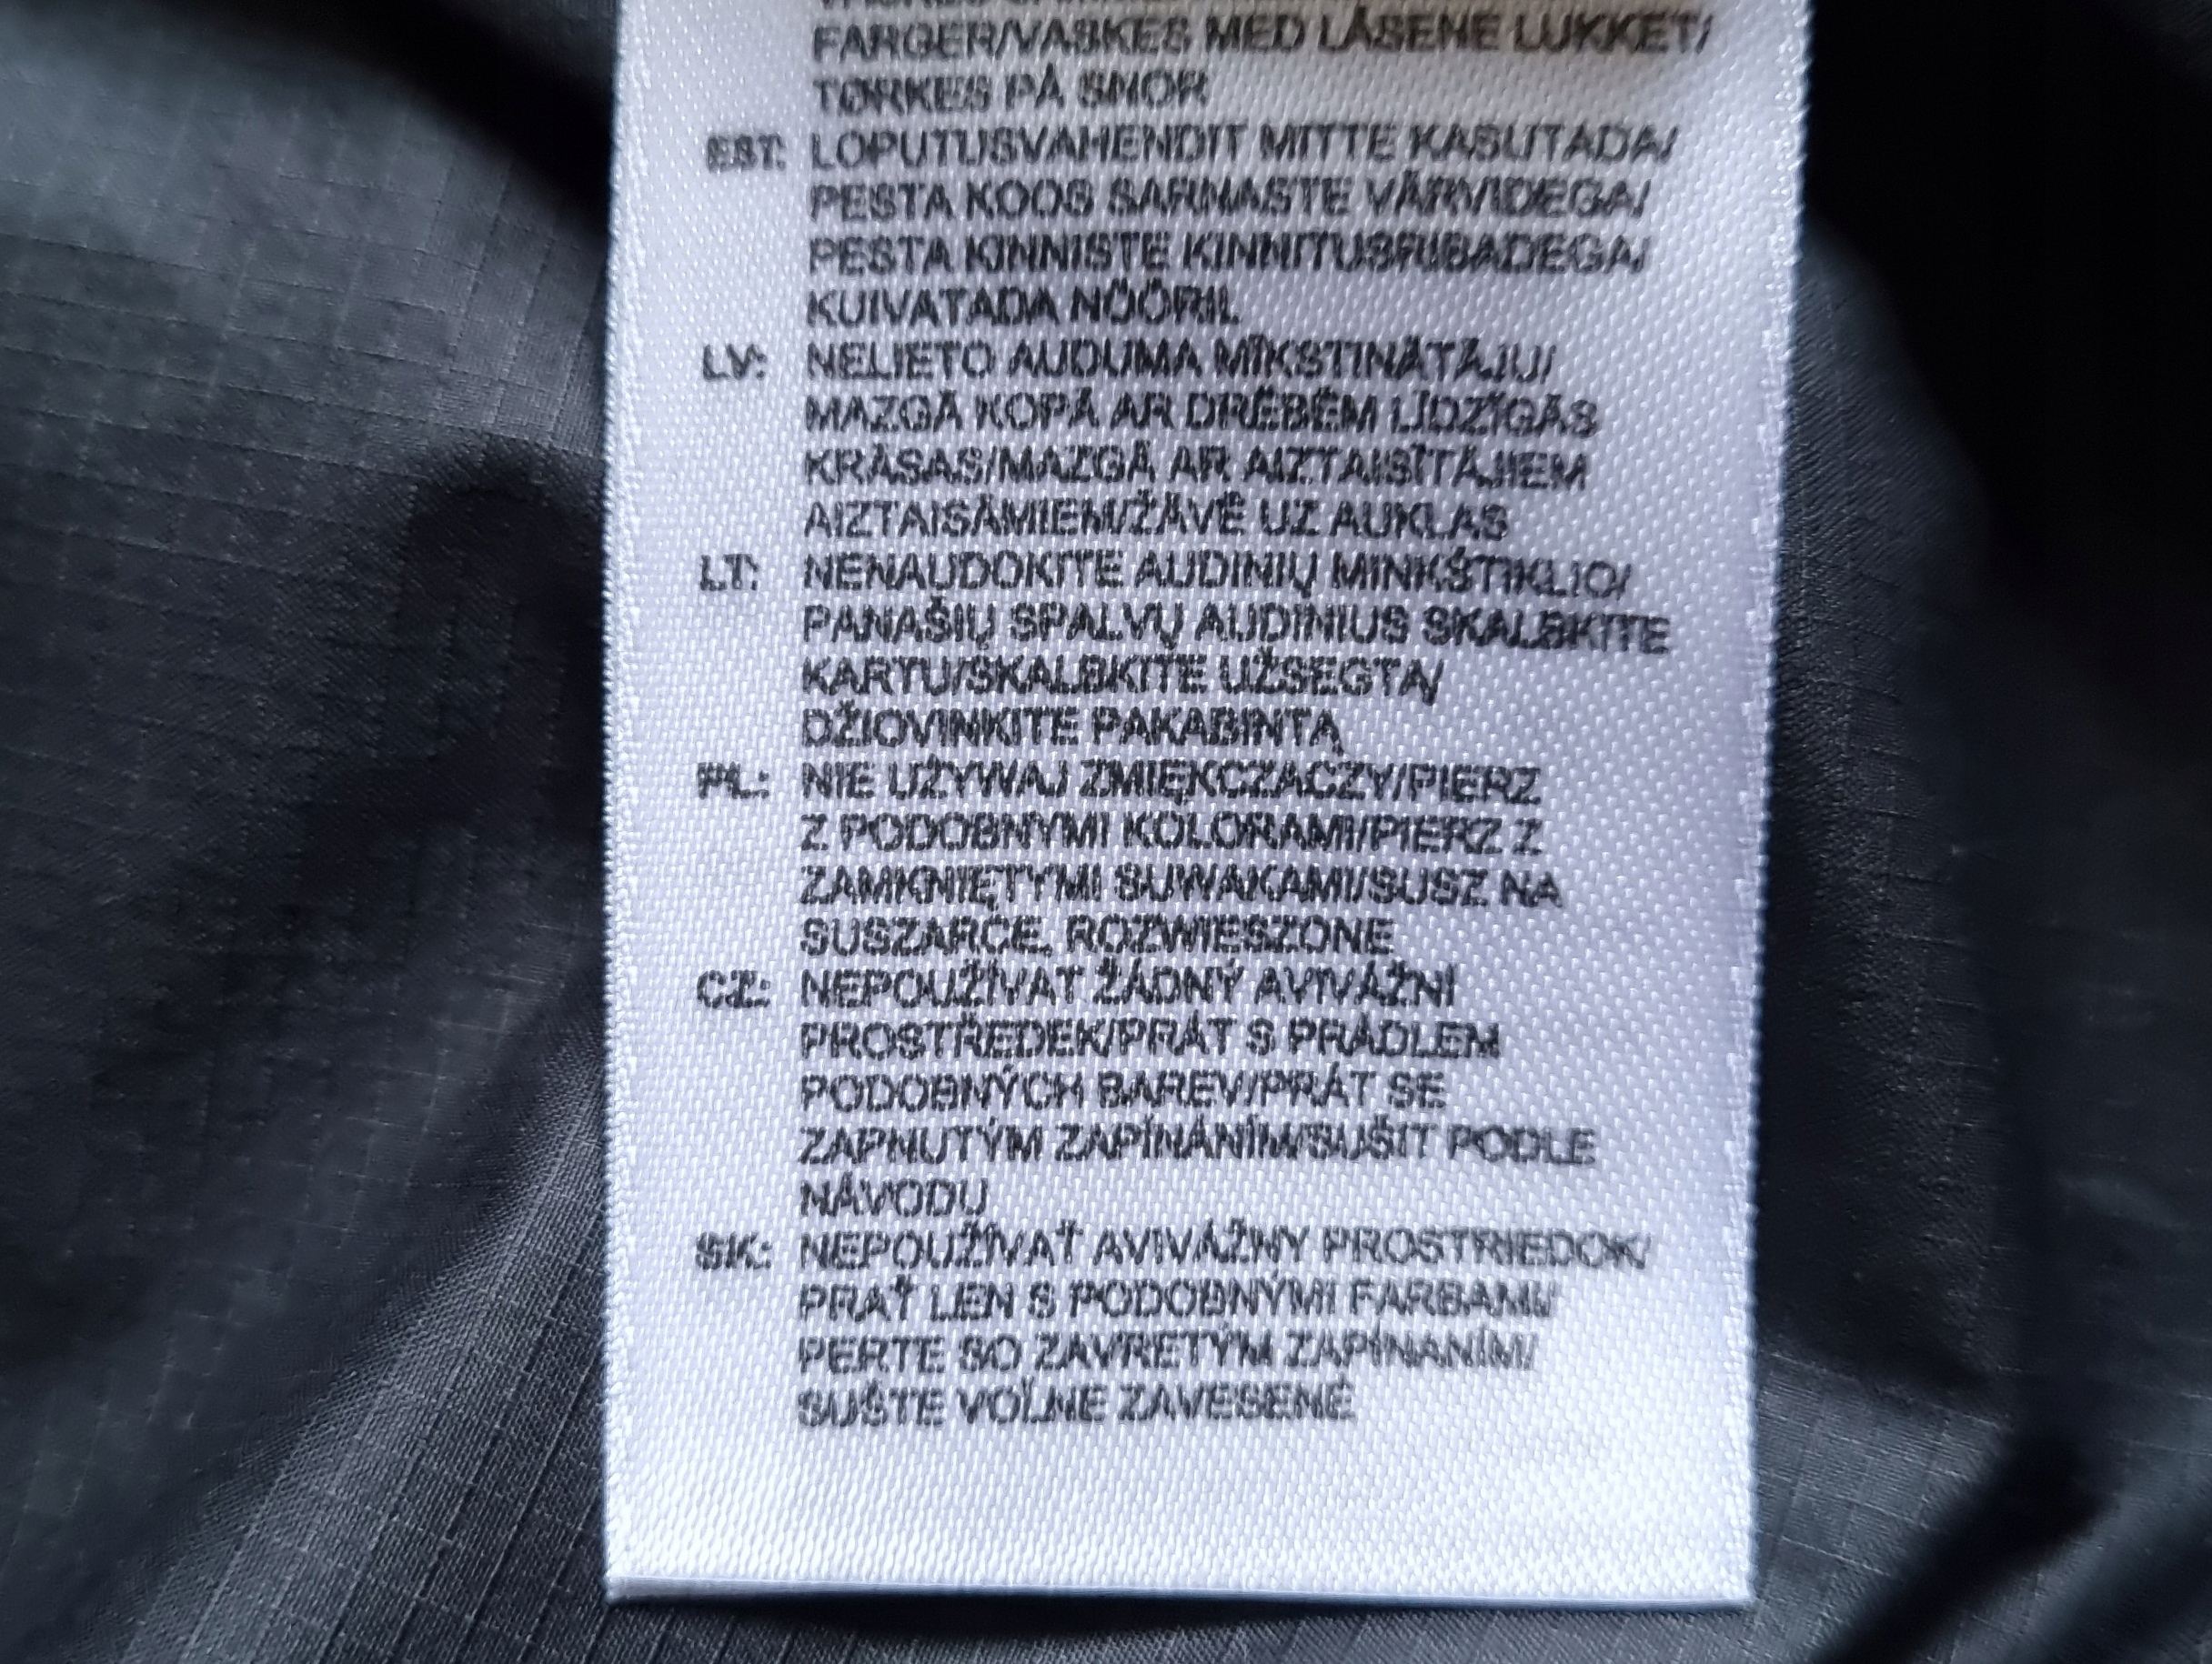 FARGER/VASKES MED LÅSENE LUKKET/
TØRKES PÅ SNOR
EST: LOPUTUSVAHENDIT MITTE KASUTADA/
PESTA KOOS SARNASTE VÄRVIDEGA/
PESTA KINNISTE KINNITUSRIBADEGA/
KUIVATADA NÖÖRIL
LV: NELIETO AUDUMA MĪKSTINĀTĀJU/
MAZGĀ KOPĀ AR DRĒBĒM LĪDZĪGĀS
KRĀSAS/MAZGĀ AR AIZTAISĪTĀJIEM
AIZTAISĀMIEM/ŽĀVĒ UZ AUKLAS
LT: NENAUDOKITE AUDINIŲ MINKŠTIKLIO/
PANAŠIŲ SPALVŲ AUDINIUS SKALBKITE
KARTU/SKALBKITE UŽSEGTA/
DŽIOVINKITE PAKABINTĄ
PL: NIE UŻYWAJ ZMIĘKCZACZY/PIERZ
Z PODOBNYMI KOLORAMI/PIERZ Z
ZAMKNIĘTYMI SUWAKAMI/SUSZ NA
SUSZARCE, ROZWIESZONE
CZ: NEPOUŽÍVAT ŽÁDNÝ AVIVÁŽNÍ
PROSTŘEDEK/PRÁT S PRÁDLEM
PODOBNÝCH BAREV/PRÁT SE
ZAPNUTÝM ZAPÍNÁNÍM/SUŠIT PODLE
NÁVODU
SK: NEPOUŽÍVAŤ AVIVÁŽNY PROSTRIEDOK/
PRAŤ LEN S PODOBNÝMI FARBAMI/
PERTE SO ZAVRETÝM ZAPÍNANÍM/
SUŠTE VOĽNE ZAVESENÉ